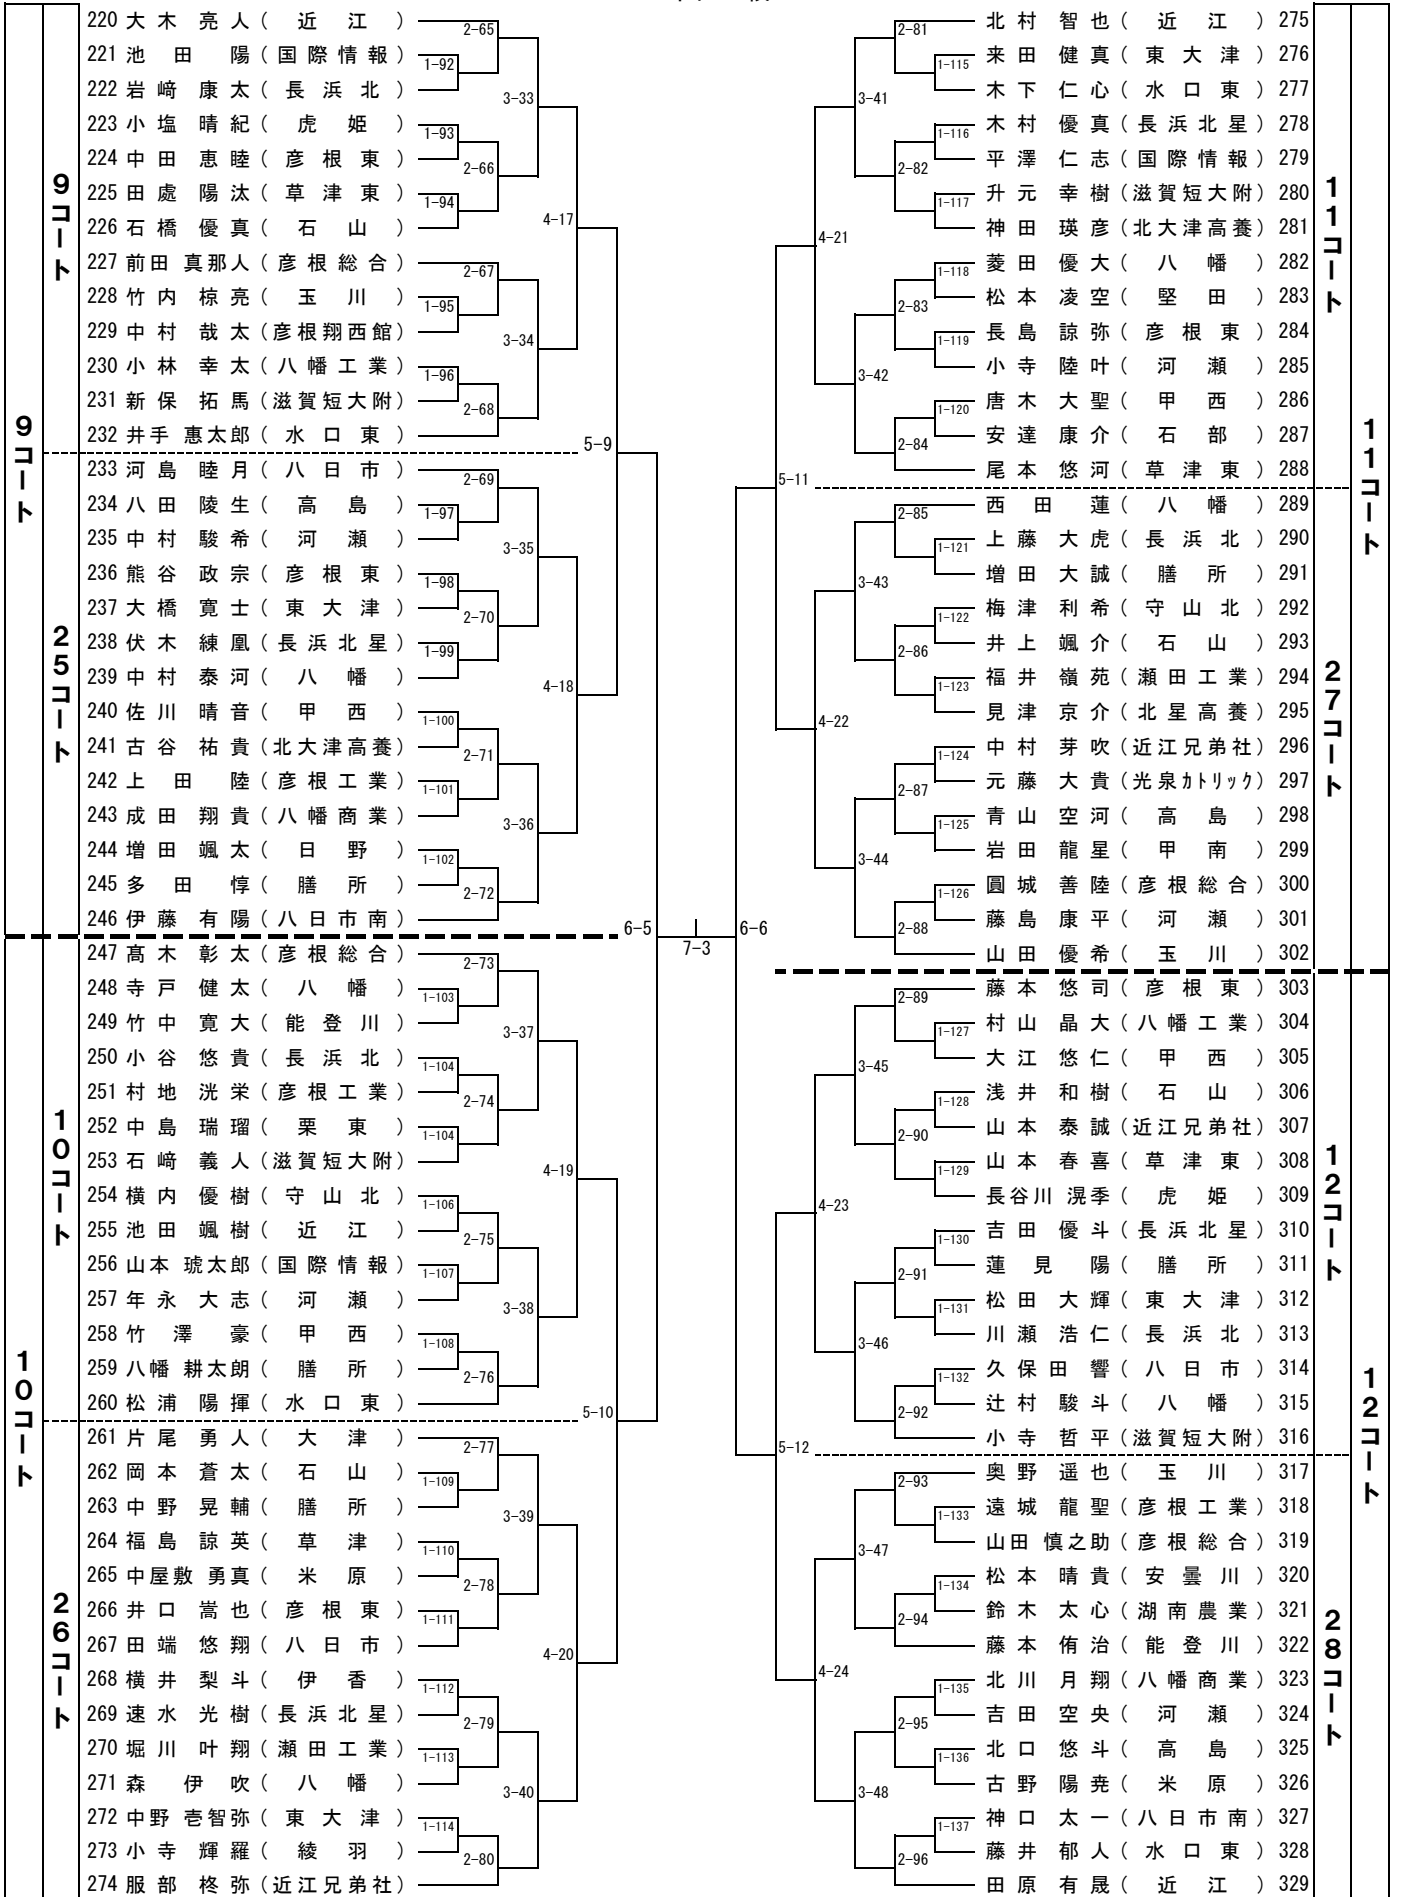 220 大木 亮人 ( 近江 )
221 池田 陽 ( 国際情報 )
222 岩﨑 康太 ( 長浜北 )
223 小塩 晴紀 ( 虎姫 )
224 中田 恵睦 ( 彦根東 )
225 田處 陽汰 ( 草津東 )
226 石橋 優真 ( 石山 )
227 前田 真那人 ( 彦根総合 )
228 竹内 椋亮 ( 玉川 )
229 中村 哉太 ( 彦根翔西館 )
230 小林 幸太 ( 八幡工業 )
231 新保 拓馬 ( 滋賀短大附 )
232 井手 惠太郎 ( 水口東 )
233 河島 睦月 ( 八日市 )
234 八田 陵生 ( 高島 )
235 中村 駿希 ( 河瀬 )
236 熊谷 政宗 ( 彦根東 )
237 大橋 寛士 ( 東大津 )
238 伏木 練凰 ( 長浜北星 )
239 中村 泰河 ( 八幡 )
240 佐川 晴音 ( 甲西 )
241 古谷 祐貴 ( 北大津高養 )
242 上田 陸 ( 彦根工業 )
243 成田 翔貴 ( 八幡商業 )
244 増田 颯太 ( 日野 )
245 多田 惇 ( 膳所 )
246 伊藤 有陽 ( 八日市南 )
247 髙木 彰太 ( 彦根総合 )
248 寺戸 健太 ( 八幡 )
249 竹中 寛大 ( 能登川 )
250 小谷 悠貴 ( 長浜北 )
251 村地 洸栄 ( 彦根工業 )
252 中島 瑞瑠 ( 栗東 )
253 石﨑 義人 ( 滋賀短大附 )
254 横内 優樹 ( 守山北 )
255 池田 颯樹 ( 近江 )
256 山本 琥太郎 ( 国際情報 )
257 年永 大志 ( 河瀬 )
258 竹澤 豪 ( 甲西 )
259 八幡 耕太朗 ( 膳所 )
260 松浦 陽揮 ( 水口東 )
261 片尾 勇人 ( 大津 )
262 岡本 蒼太 ( 石山 )
263 中野 晃輔 ( 膳所 )
264 福島 諒英 ( 草津 )
265 中屋敷 勇真 ( 米原 )
266 井口 嵩也 ( 彦根東 )
267 田端 悠翔 ( 八日市 )
268 横井 梨斗 ( 伊香 )
269 速水 光樹 ( 長浜北星 )
270 堀川 叶翔 ( 瀬田工業 )
271 森 伊吹 ( 八幡 )
272 中野 壱智弥 ( 東大津 )
273 小寺 輝羅 ( 綾羽 )
274 服部 柊弥 ( 近江兄弟社 )
9コート
9コート
25コート
10コート
10コート
26コート
1-92
1-93
1-94
1-95
1-96
1-97
1-98
1-99
1-100
1-101
1-102
1-103
1-104
1-104
1-106
1-107
1-108
1-109
1-110
1-111
1-112
1-113
1-114
2-65
2-66
2-67
2-68
2-69
2-70
2-71
2-72
2-73
2-74
2-75
2-76
2-77
2-78
2-79
2-80
3-33
3-34
3-35
3-36
3-37
3-38
3-39
3-40
4-17
4-18
4-19
4-20
5-9
5-10
6-5
7-3
6-6
5-11
5-12
4-21
4-22
4-23
4-24
3-41
3-42
3-43
3-44
3-45
3-46
3-47
3-48
2-81
2-82
2-83
2-84
2-85
2-86
2-87
2-88
2-89
2-90
2-91
2-92
2-93
2-94
2-95
2-96
1-115
1-116
1-117
1-118
1-119
1-120
1-121
1-122
1-123
1-124
1-125
1-126
1-127
1-128
1-129
1-130
1-131
1-132
1-133
1-134
1-135
1-136
1-137
北村 智也 ( 近江 ) 275
来田 健真 ( 東大津 ) 276
木下 仁心 ( 水口東 ) 277
木村 優真 ( 長浜北星 ) 278
平澤 仁志 ( 国際情報 ) 279
升元 幸樹 ( 滋賀短大附 ) 280
神田 瑛彦 ( 北大津高養 ) 281
菱田 優大 ( 八幡 ) 282
松本 凌空 ( 堅田 ) 283
長島 諒弥 ( 彦根東 ) 284
小寺 陸叶 ( 河瀬 ) 285
唐木 大聖 ( 甲西 ) 286
安達 康介 ( 石部 ) 287
尾本 悠河 ( 草津東 ) 288
西田 蓮 ( 八幡 ) 289
上藤 大虎 ( 長浜北 ) 290
増田 大誠 ( 膳所 ) 291
梅津 利希 ( 守山北 ) 292
井上 颯介 ( 石山 ) 293
福井 嶺苑 ( 瀬田工業 ) 294
見津 京介 ( 北星高養 ) 295
中村 芽吹 ( 近江兄弟社 ) 296
元藤 大貴 ( 光泉カトリック ) 297
青山 空河 ( 高島 ) 298
岩田 龍星 ( 甲南 ) 299
圓城 善陸 ( 彦根総合 ) 300
藤島 康平 ( 河瀬 ) 301
山田 優希 ( 玉川 ) 302
藤本 悠司 ( 彦根東 ) 303
村山 晶大 ( 八幡工業 ) 304
大江 悠仁 ( 甲西 ) 305
浅井 和樹 ( 石山 ) 306
山本 泰誠 ( 近江兄弟社 ) 307
山本 春喜 ( 草津東 ) 308
長谷川 滉季 ( 虎姫 ) 309
吉田 優斗 ( 長浜北星 ) 310
蓮見 陽 ( 膳所 ) 311
松田 大輝 ( 東大津 ) 312
川瀬 浩仁 ( 長浜北 ) 313
久保田 響 ( 八日市 ) 314
辻村 駿斗 ( 八幡 ) 315
小寺 哲平 ( 滋賀短大附 ) 316
奥野 遥也 ( 玉川 ) 317
遠城 龍聖 ( 彦根工業 ) 318
山田 慎之助 ( 彦根総合 ) 319
松本 晴貴 ( 安曇川 ) 320
鈴木 太心 ( 湖南農業 ) 321
藤本 侑治 ( 能登川 ) 322
北川 月翔 ( 八幡商業 ) 323
吉田 空央 ( 河瀬 ) 324
北口 悠斗 ( 高島 ) 325
古野 陽尭 ( 米原 ) 326
神口 太一 ( 八日市南 ) 327
藤井 郁人 ( 水口東 ) 328
田原 有晟 ( 近江 ) 329
11コート
11コート
27コート
12コート
12コート
28コート